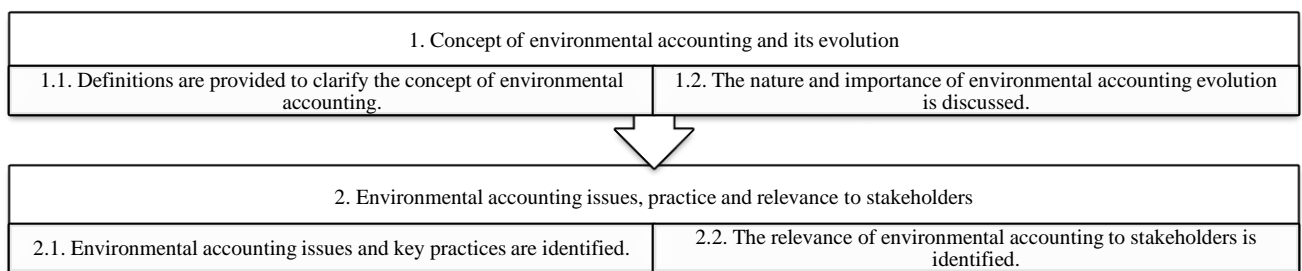 1. Concept of environmental accounting and its evolution
1.1. Definitions are provided to clarify the concept of environmental
accounting.
1.2. The nature and importance of environmental accounting evolution
is discussed.
2. Environmental accounting issues, practice and relevance to stakeholders
2.1. Environmental accounting issues and key practices are identified.
2.2. The relevance of environmental accounting to stakeholders is
identified.